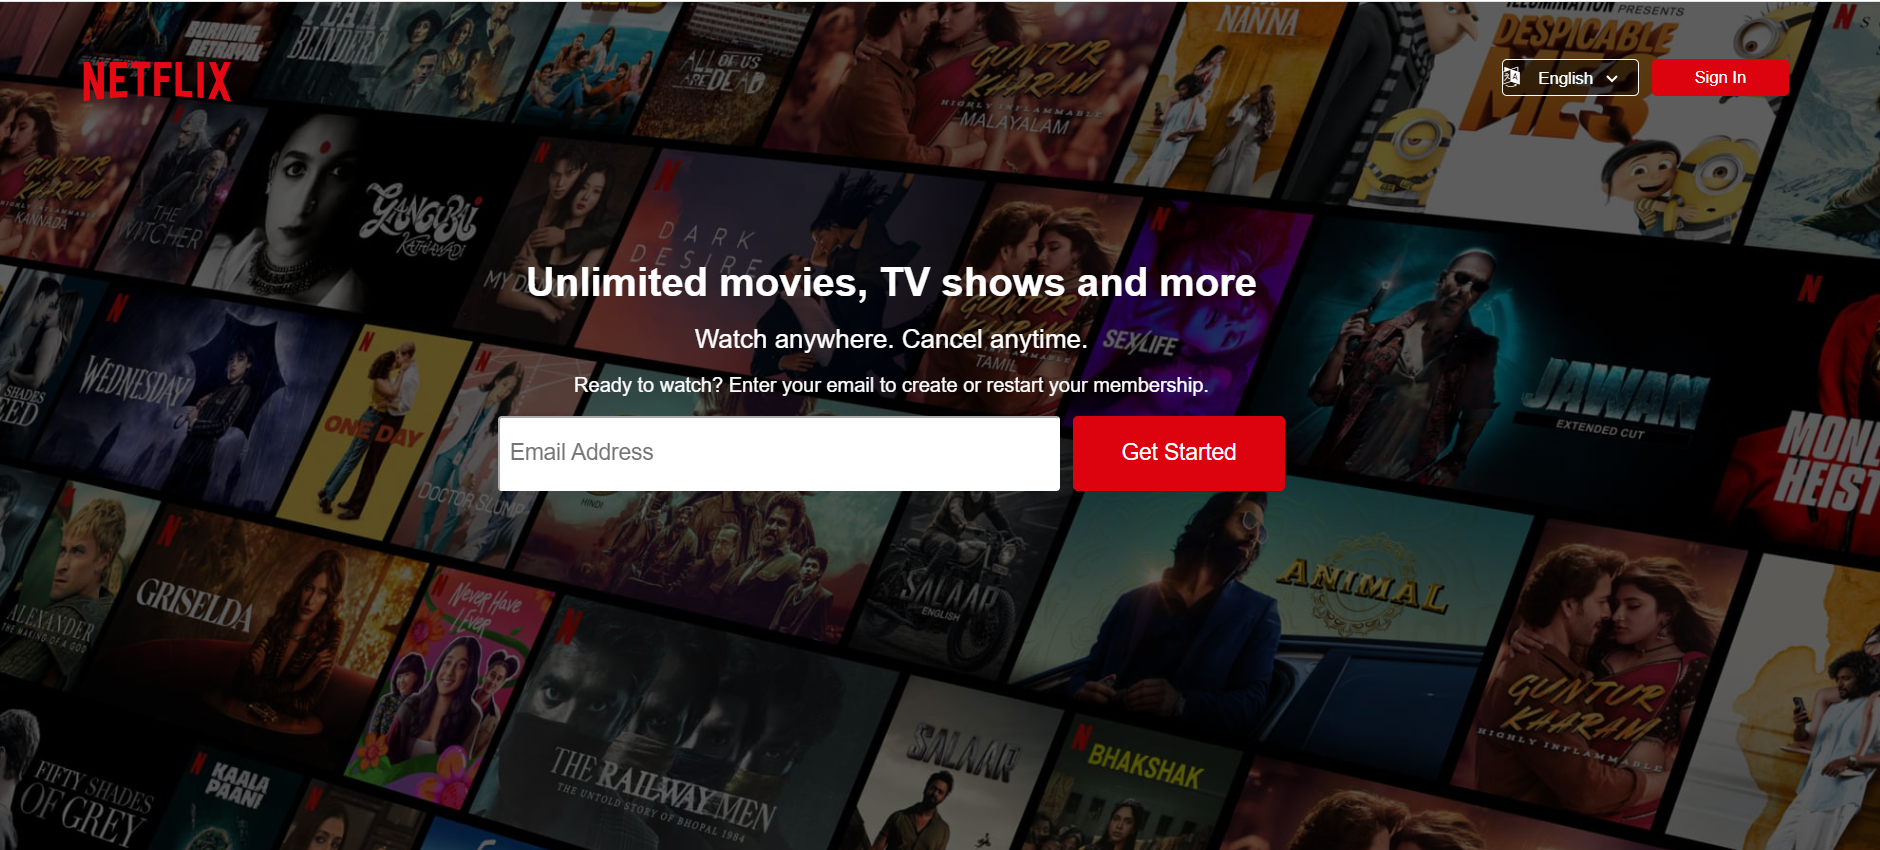 BURNING
BETRAYAL
PEAKY
BLINDERS
ALL OF US
ARE DEAD
GUNTUR
KAARAM
HIGHLY INFLAMMABLE
MALAYALAM
NANNA
ILLUMINATION PRESENTS
DESPICABLE
ME3
N
NETFLIX
English
Sign In
GUNTUR
KAARAM
HIGHLY INFLAMMABLE
KANNADA
THE
WITCHER
GANGUBAI
KATHIAWADI
N
MY D
N
DARK
DESIRE
GUNTUR
KAARAM
TAMIL
N
SEX/LIFE
JAWAN
EXTENDED CUT
N
MONEY
HEIST
Unlimited movies, TV shows and more
Watch anywhere. Cancel anytime.
Ready to watch? Enter your email to create or restart your membership.
Email Address
Get Started
SHADES
N
WEDNESDAY
N
ONE DAY
N
DOCTOR SLUMP
HINDI
SALAAR
ENGLISH
ANIMAL
GUNTUR
KAARAM
HIGHLY INFLAMMABLE
N
ALEXANDER
THE MAKING OF A GOD
N
GRISELDA
N
Never Have
I Ever
N
THE RAILWAY MEN
THE UNTOLD STORY OF BHOPAL 1984
SALAAR
N
BHAKSHAK
FIFTY SHADES
OF GREY
N
KAALA
PAANI
N